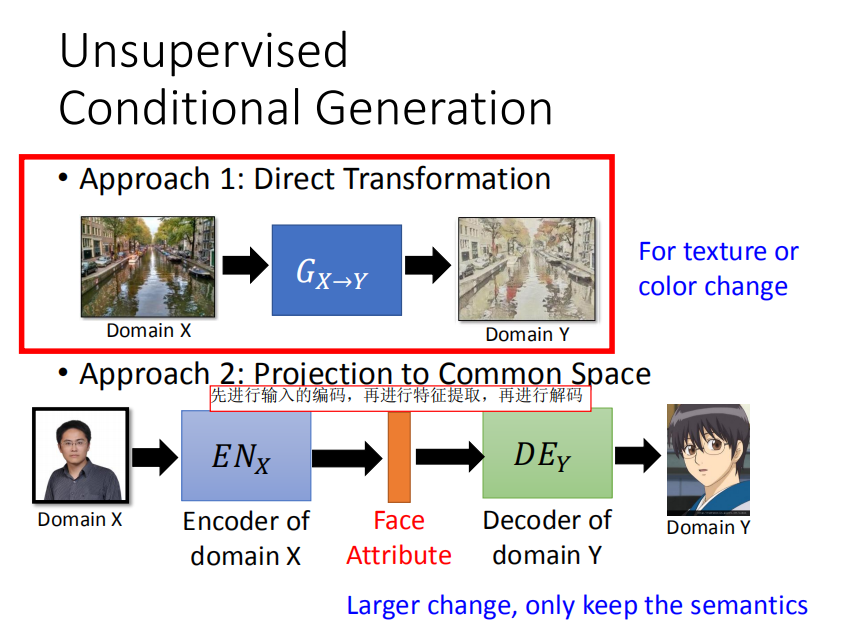 Unsupervised
Conditional Generation
• Approach 1: Direct Transformation
G_{X→Y}
For texture or
color change
Domain X
Domain Y
• Approach 2: Projection to Common Space
先进行输入的编码，再进行特征提取，再进行解码
EN_X
DE_Y
Domain X
Encoder of
domain X
Face
Attribute
Decoder of
domain Y
Domain Y
Larger change, only keep the semantics